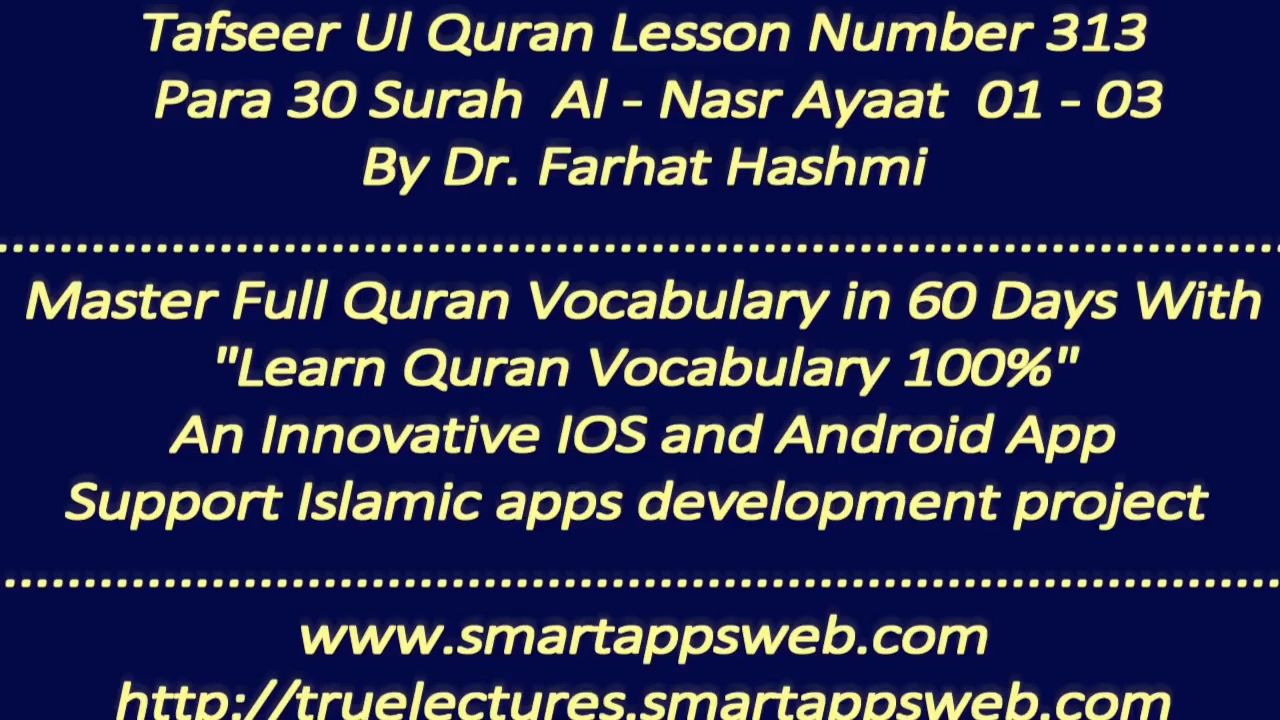 Tafseer Ul Quran Lesson Number 313
Para 30 Surah Al - Nasr Ayaat 01 - 03
By Dr. Farhat Hashmi
Master Full Quran Vocabulary in 60 Days With
"Learn Quran Vocabulary 100%"
An Innovative IOS and Android App
Support Islamic apps development project
www.smartappsweb.com
http://truelectures.smartappsweb.com